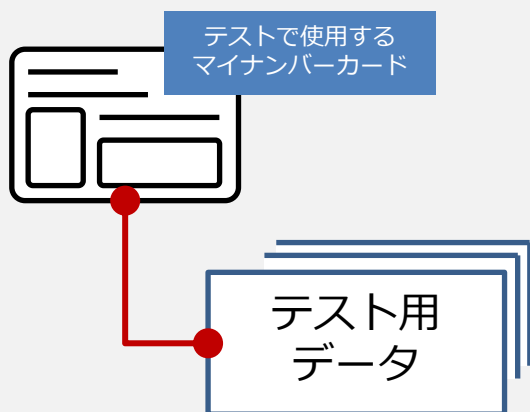 テストで使用する
マイナンバーカード
テスト用
データ